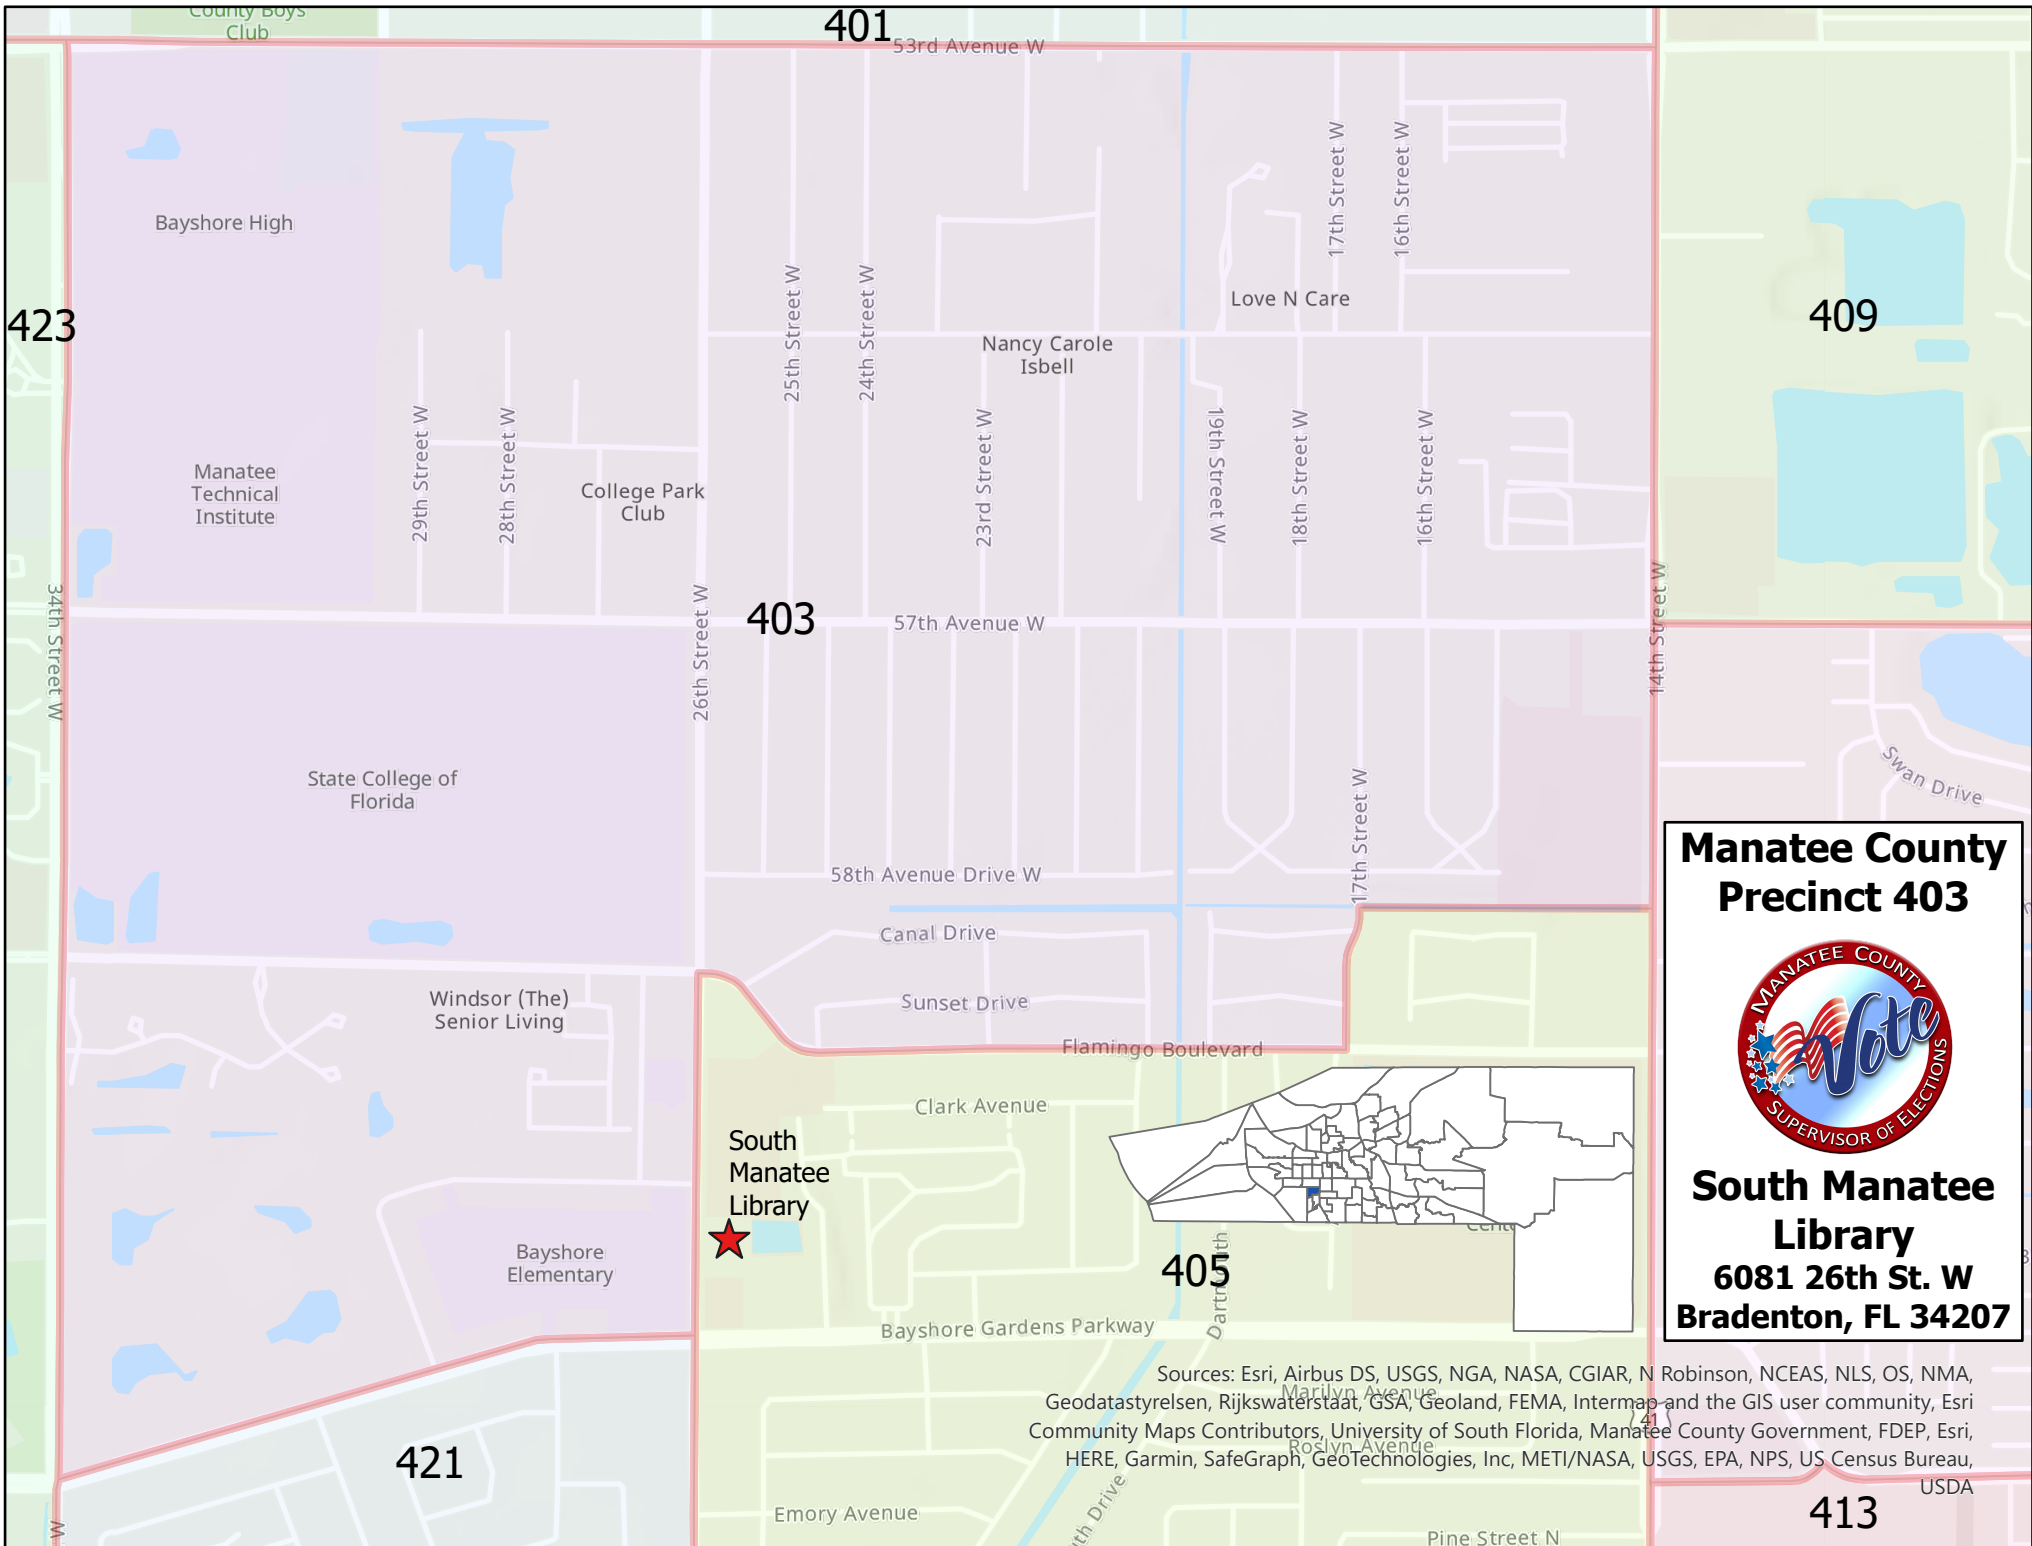 County Boys
Club
401
53rd Avenue W
Bayshore High
17th Street W
16th Street W
25th Street W
24th Street W
Love N Care
423
409
Nancy Carole
Isbell
29th Street W
28th Street W
23rd Street W
19th Street W
18th Street W
16th Street W
Manatee
Technical
Institute
College Park
Club
34th Street W
26th Street W
403
57th Avenue W
14th Street W
State College of
Florida
Swan Drive
17th Street W
58th Avenue Drive W
Canal Drive
Sunset Drive
Windsor (The)
Senior Living
Flamingo Boulevard
Clark Avenue
South
Manatee
Library
Bayshore
Elementary
405
Dartmouth
Bayshore Gardens Parkway
Manatee County
Precinct 403
MANATEE COUNTY
Vote
SUPERVISOR OF ELECTIONS
South Manatee
Library
6081 26th St. W
Bradenton, FL 34207
Marilyn Avenue
Roslyn Avenue
41
Sources: Esri, Airbus DS, USGS, NGA, NASA, CGIAR, N Robinson, NCEAS, NLS, OS, NMA,
Geodatastyrelsen, Rijkswaterstaat, GSA, Geoland, FEMA, Intermap and the GIS user community, Esri
Community Maps Contributors, University of South Florida, Manatee County Government, FDEP, Esri,
HERE, Garmin, SafeGraph, GeoTechnologies, Inc, METI/NASA, USGS, EPA, NPS, US Census Bureau,
USDA
421
413
Emory Avenue
Drive
Pine Street N
W